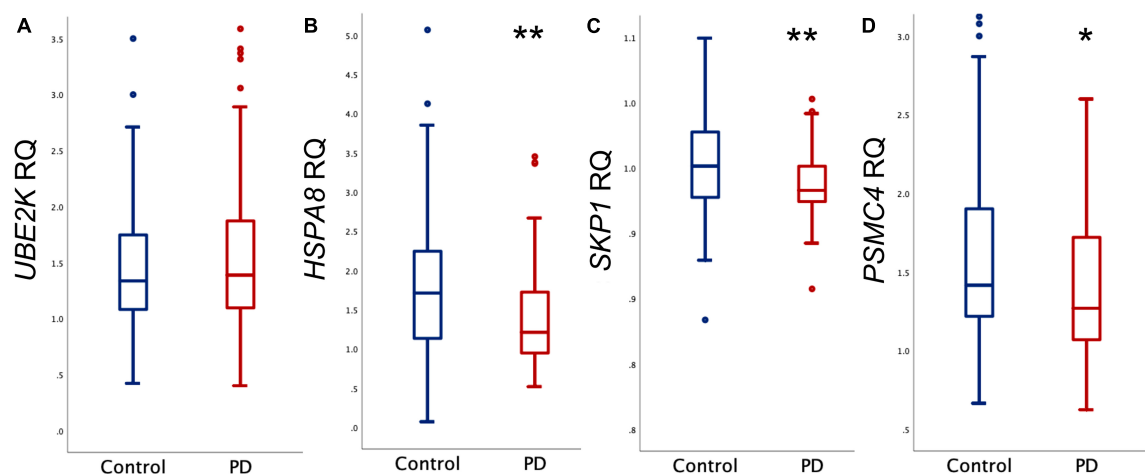 A
UBE2K RQ
3.5
3.0
2.5
2.0
1.5
1.0
.5
.0
Control PD
B
**
HSPA8 RQ
5.0
4.5
4.0
3.5
3.0
2.5
2.0
1.5
1.0
.5
.0
Control PD
C
**
SKP1 RQ
1.1
1.0
1.0
.9
.9
.8
.8
Control PD
D
*
PSMC4 RQ
3.0
2.5
2.0
1.5
1.0
.5
Control PD